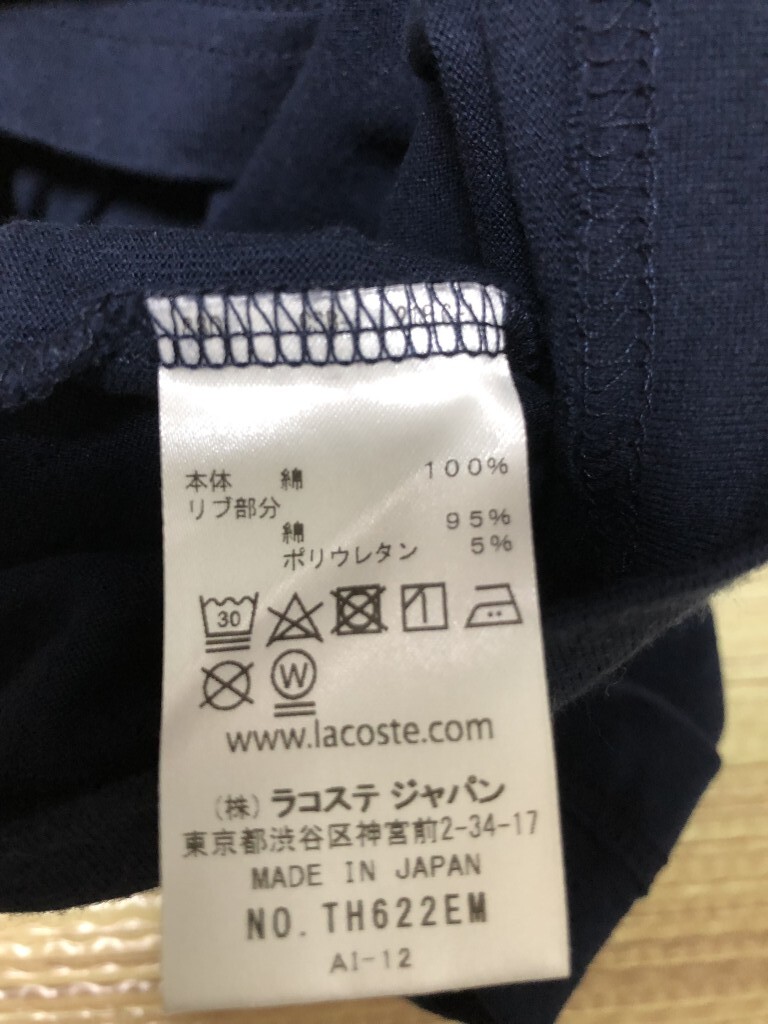 本体 綿 100%
リブ部分
綿 95%
ポリウレタン 5%
30
W
www.lacoste.com
(株) ラコステ ジャパン
東京都渋谷区神宮前2-34-17
MADE IN JAPAN
NO. TH622EM
AI-12